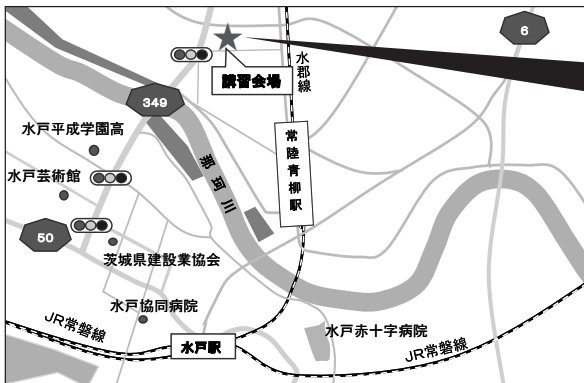 6
水郡線
講習会場
349
常陸青柳駅
水戸平成学園高
那珂川
水戸芸術館
50
茨城県建設業協会
水戸協同病院
JR常磐線
水戸駅
水戸赤十字病院
JR常磐線